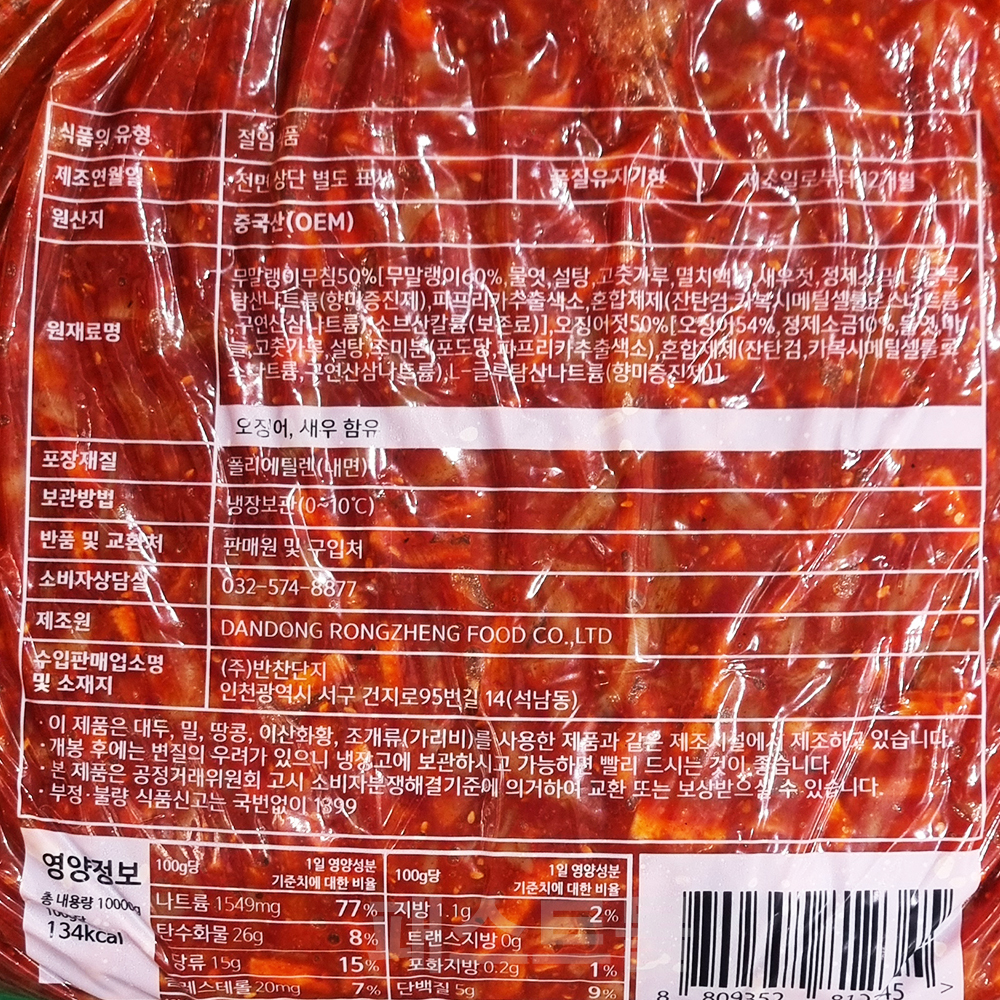 식품의 유형 절임 품
제조연월일 전면상단 별도 표시 품질유지기한 제조일로부터 12개월
원산지 중국산(OEM)
원재료명
무말랭이무침50%[무말랭이60%, 물엿, 설탕, 고춧가루, 멸치액젓, 새우젓, 정제소금, L-글루
탐산나트륨(향미증진제), 파프리카추출색소, 혼합제제(잔탄검, 카복시메틸셀룰로스나트륨,
구연산삼나트륨), 소브산칼륨(보존료)], 오징어젓50%[오징어54%, 정제소금10%, 물엿, 마
늘, 고춧가루, 설탕, 조미분(포도당, 파프리카추출색소), 혼합제제(잔탄검, 카복시메틸셀룰로
스나트륨, 구연산삼나트륨), L-글루탐산나트륨(향미증진제)]
오징어, 새우 함유
포장재질 폴리에틸렌(내면)
보관방법 냉장보관(0~10℃)
반품 및 교환처 판매원 및 구입처
소비자상담실 032-574-8877
제조원 DANDONG RONGZHENG FOOD CO.,LTD
수입판매업소명
및 소재지
(주)반찬단지
인천광역시 서구 건지로95번길 14(석남동)
· 이 제품은 대두, 밀, 땅콩, 이산화황, 조개류(가리비)를 사용한 제품과 같은 제조시설에서 제조하고 있습니다.
· 개봉 후에는 변질의 우려가 있으니 냉장고에 보관하시고 가능하면 빨리 드시는 것이 좋습니다.
· 본 제품은 공정거래위원회 고시 소비자분쟁해결기준에 의거하여 교환 또는 보상받으실 수 있습니다.
· 부정·불량 식품신고는 국번없이 1399
영양정보
총 내용량 10000g
100g당
134kcal
100g당 1일 영양성분
기준치에 대한 비율
나트륨 1549mg 77%
탄수화물 26g 8%
당류 15g 15%
콜레스테롤 20mg 7%
100g당 1일 영양성분
기준치에 대한 비율
지방 1.1g 2%
트랜스지방 0g
포화지방 0.2g 1%
단백질 5g 9%
8 809352 >